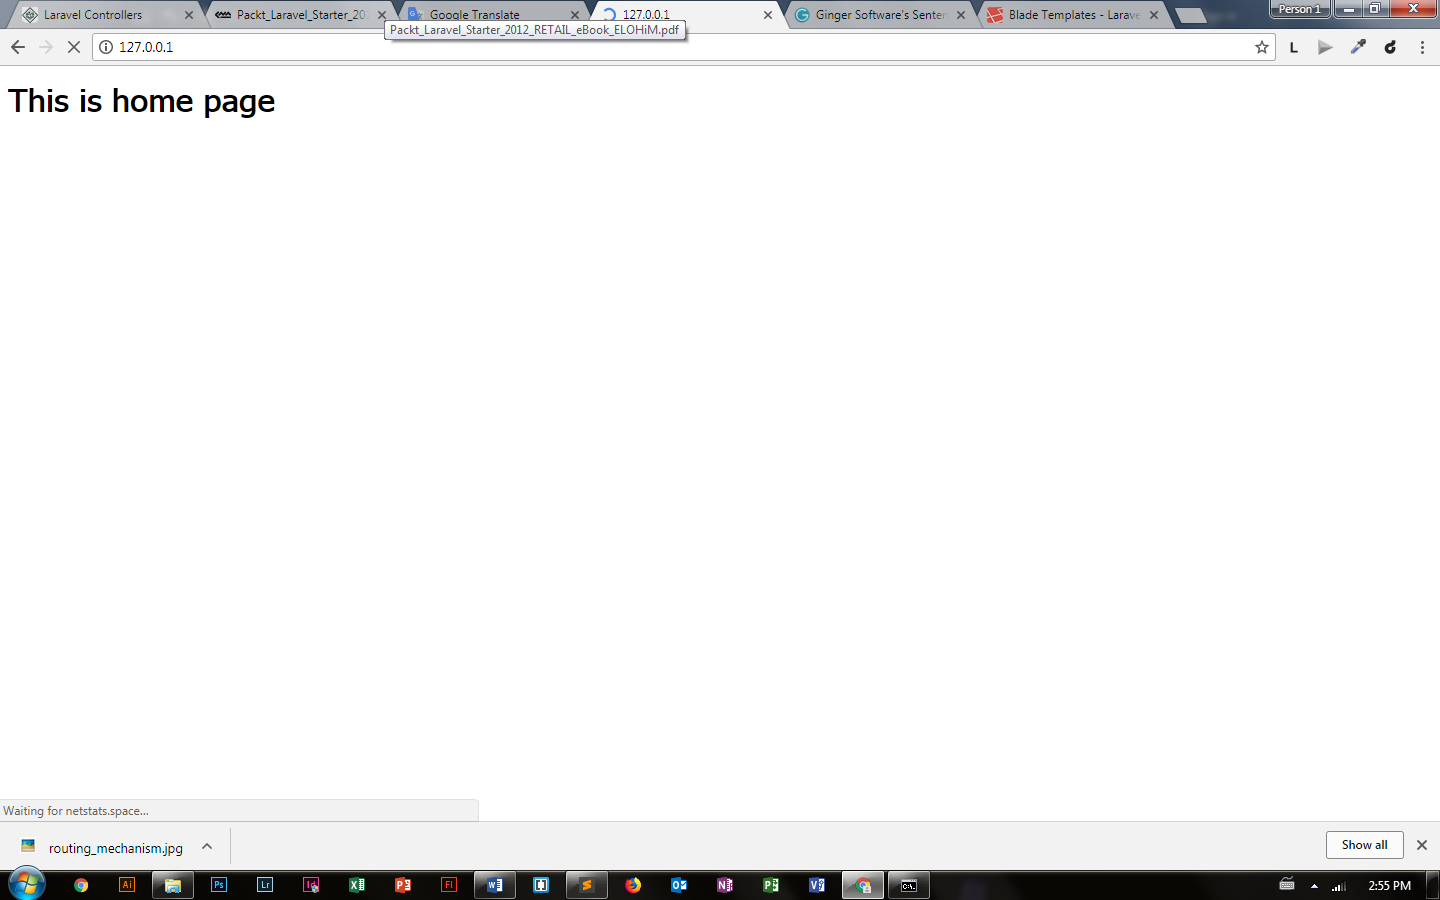 Laravel Controllers
Packt_Laravel_Starter_201
Google Translate
127.0.0.1
Ginger Software's Senten
Blade Templates - Larave
Person 1
Packt_Laravel_Starter_2012_RETAIL_eBook_ELOHiM.pdf
127.0.0.1
L
This is home page
Waiting for netstats.space...
routing_mechanism.jpg
Show all
Ai
Ps
Lr
Id
Fl
2:55 PM